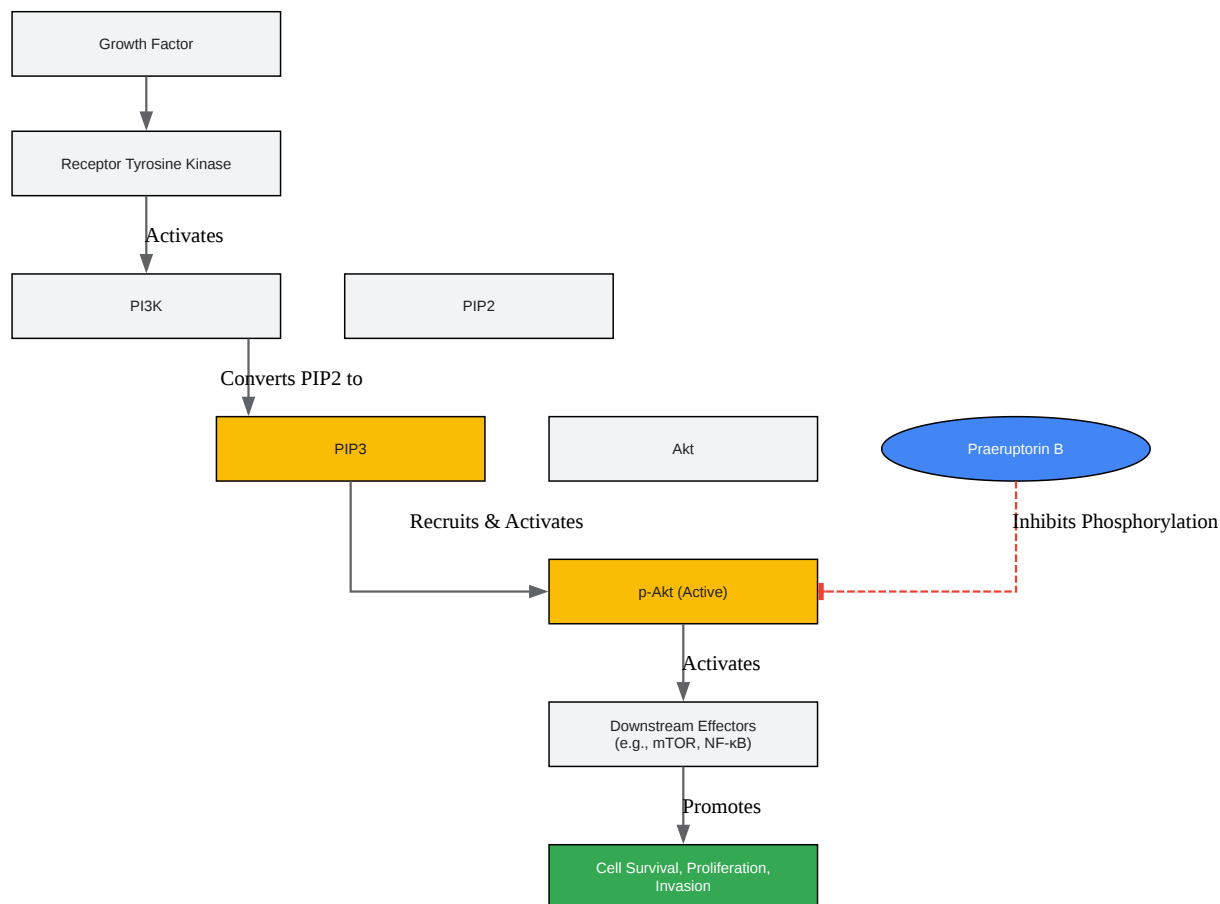 Growth Factor
Receptor Tyrosine Kinase
Activates
PI3K
PIP2
Converts PIP2 to
PIP3
Akt
Praeruptorin B
Recruits & Activates
Inhibits Phosphorylation
p-Akt (Active)
Activates
Downstream Effectors
(e.g., mTOR, NF-κB)
Promotes
Cell Survival, Proliferation,
Invasion